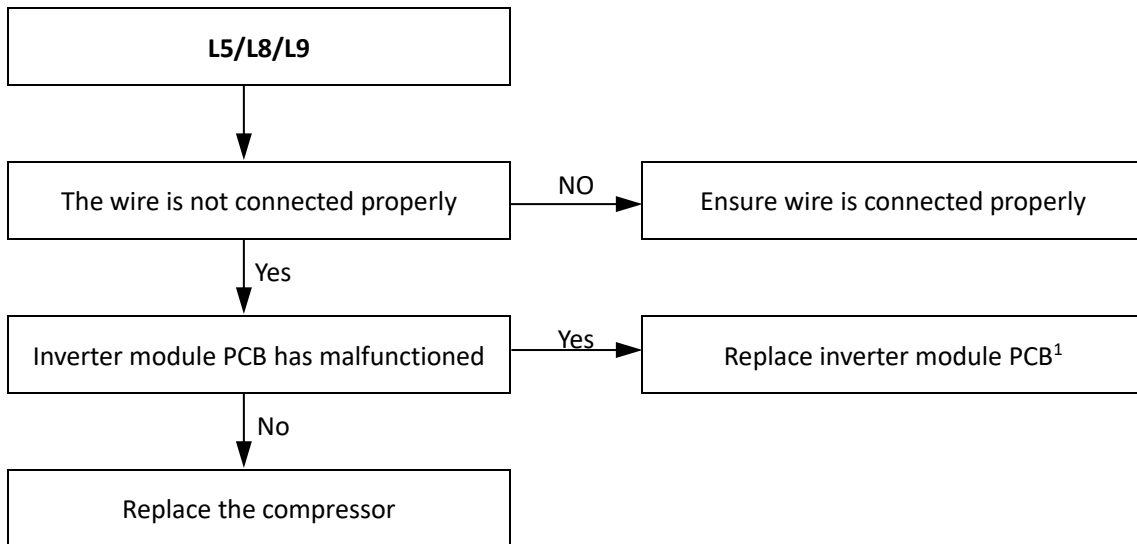 L5/L8/L9
The wire is not connected properly
NO
Ensure wire is connected properly
Yes
Inverter module PCB has malfunctioned
Yes
Replace inverter module PCB¹
No
Replace the compressor